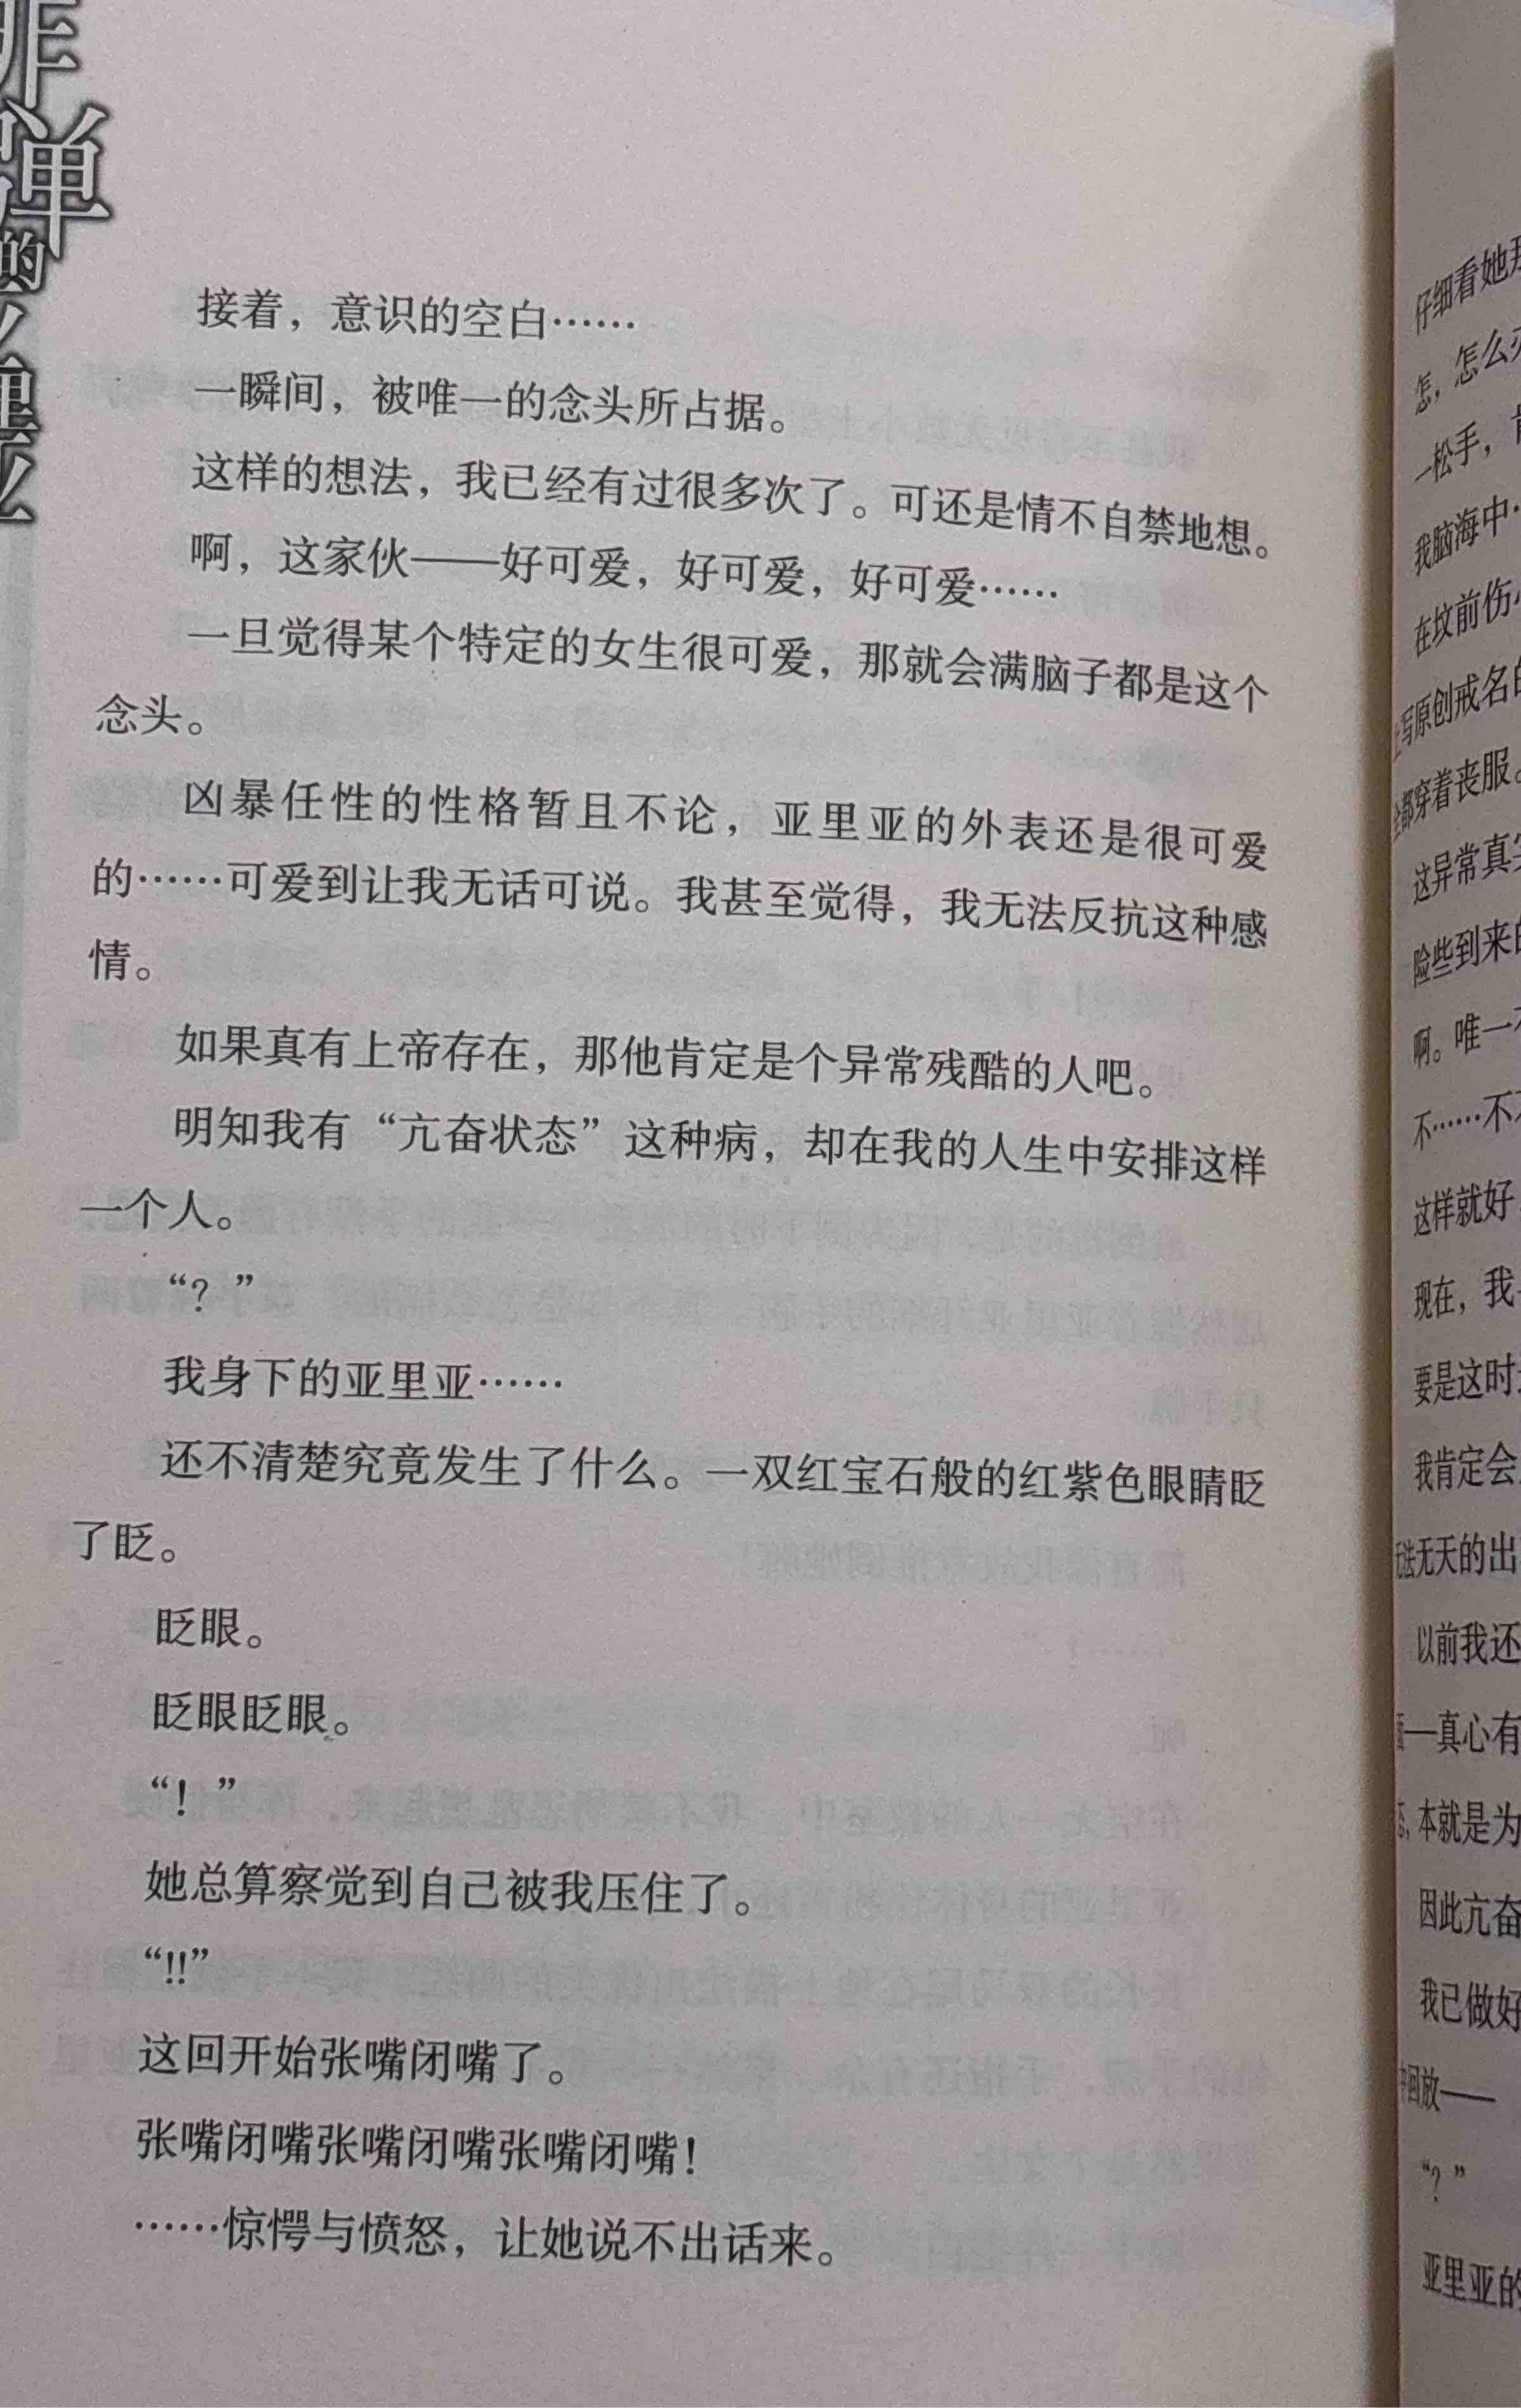 弹
的
亚
里
亚
接着，意识的空白……
一瞬间，被唯一的念头所占据。
这样的想法，我已经有过很多次了。可还是情不自禁地想。
啊，这家伙——好可爱，好可爱，好可爱……
一旦觉得某个特定的女生很可爱，那就会满脑子都是这个
念头。
凶暴任性的性格暂且不论，亚里亚的外表还是很可爱
的……可爱到让我无话可说。我甚至觉得，我无法反抗这种感
情。
如果真有上帝存在，那他肯定是个异常残酷的人吧。
明知我有“亢奋状态”这种病，却在我的人生中安排这样
一个人。
“？”
我身下的亚里亚……
还不清楚究竟发生了什么。一双红宝石般的红紫色眼睛眨
了眨。
眨眼。
眨眼眨眼。
“！”
她总算察觉到自己被我压住了。
“!!”
这回开始张嘴闭嘴了。
张嘴闭嘴张嘴闭嘴张嘴闭嘴！
……惊愕与愤怒，让她说不出话来。
仔细看她
怎，怎么
一松手，
我脑海中…
在坟前伤
写原创戒名
都穿着丧服。
这异常真
险些到来
啊。唯一
不……不
这样就好
现在，我
要是这时
我肯定会
无法无天的出
以前我还
一真心有
本就是为
因此亢奋
我已做好
回放——
“？”
亚里亚的